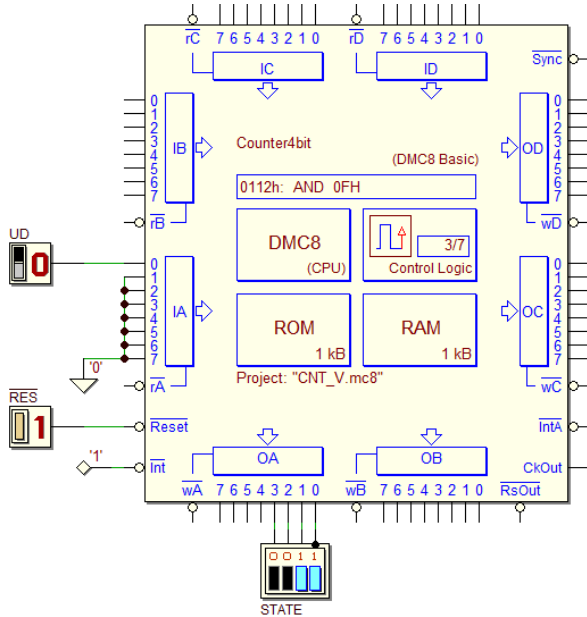 rC 7 6 5 4 3 2 1 0 rD 7 6 5 4 3 2 1 0
IC ID
Sync
0
1
2
3
4
5
6
7
IB
rB
Counter4bit
(DMC8 Basic)
0112h: AND 0FH
0
1
2
3
4
5
6
7
OD
wD
DMC8
(CPU)
3/7
Control Logic
UD
0
0
1
2
3
4
5
6
7
IA
rA
'0'
ROM
1 kB
RAM
1 kB
0
1
2
3
4
5
6
7
OC
wC
Project: "CNT_V.mc8"
RES
1
Reset
IntA
'1'
Int
CkOut
OA OB
wA 7 6 5 4 3 2 1 0 wB 7 6 5 4 3 2 1 0
RsOut
0 0 1 1
STATE